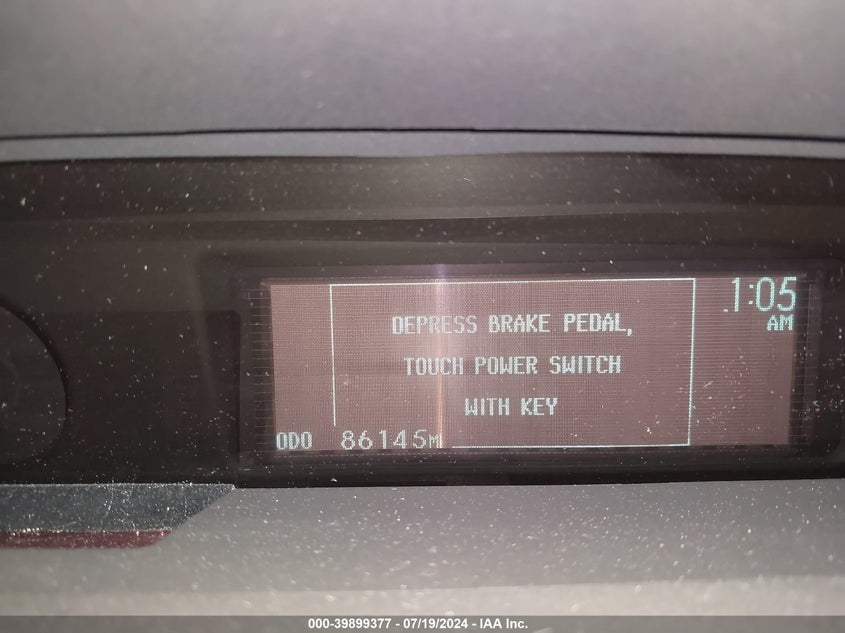 1:05
AM
DEPRESS BRAKE PEDAL,
TOUCH POWER SWITCH
WITH KEY
ODO 86145M
000-39899377 - 07/19/2024 - IAA Inc.